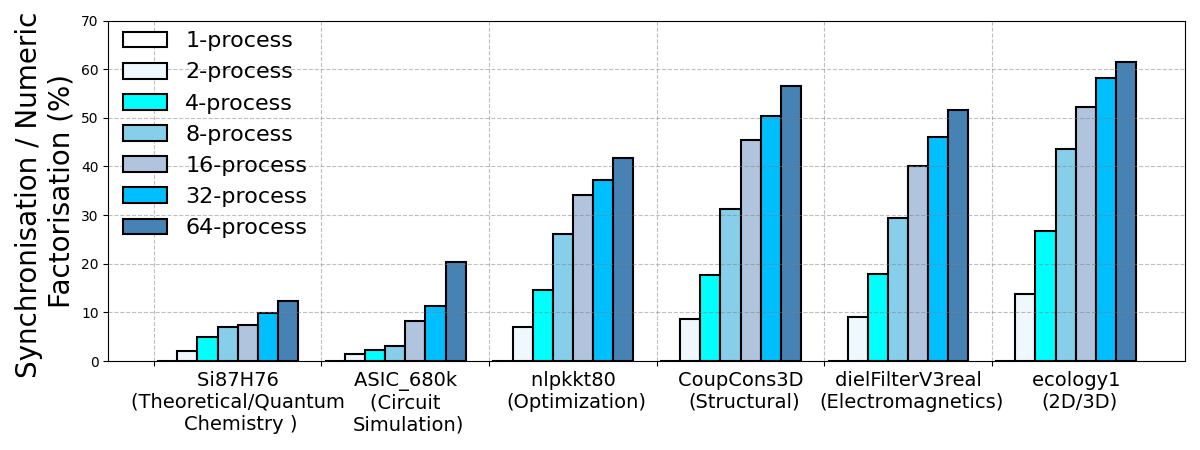 Synchronisation / Numeric
Factorisation (%)
70
60
50
40
30
20
10
0
1-process
2-process
4-process
8-process
16-process
32-process
64-process
Si87H76
(Theoretical/Quantum
Chemistry )
ASIC_680k
(Circuit
Simulation)
nlpkkt80
(Optimization)
CoupCons3D
(Structural)
dielFilterV3real
(Electromagnetics)
ecology1
(2D/3D)